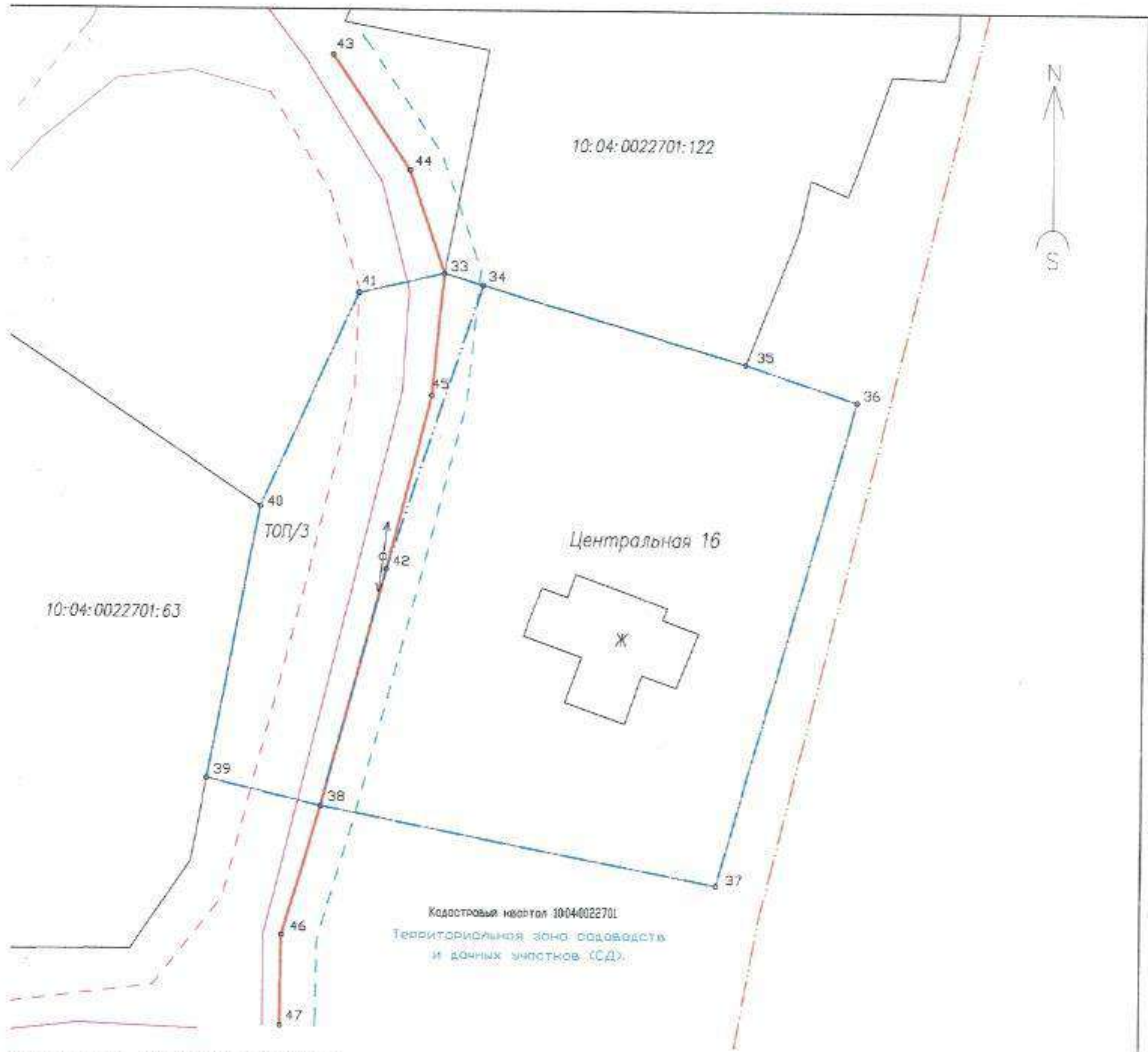 43
N
10:04:0022701:122
44
S
33
34
41
35
45
36
40
ТОП/3
Центральная 16
42
10:04:0022701:63
Ж
39
38
37
Кадастровый квартал 10:04:0022701
46
Территориальная зона садоводств
и дачных участков (СД).
47